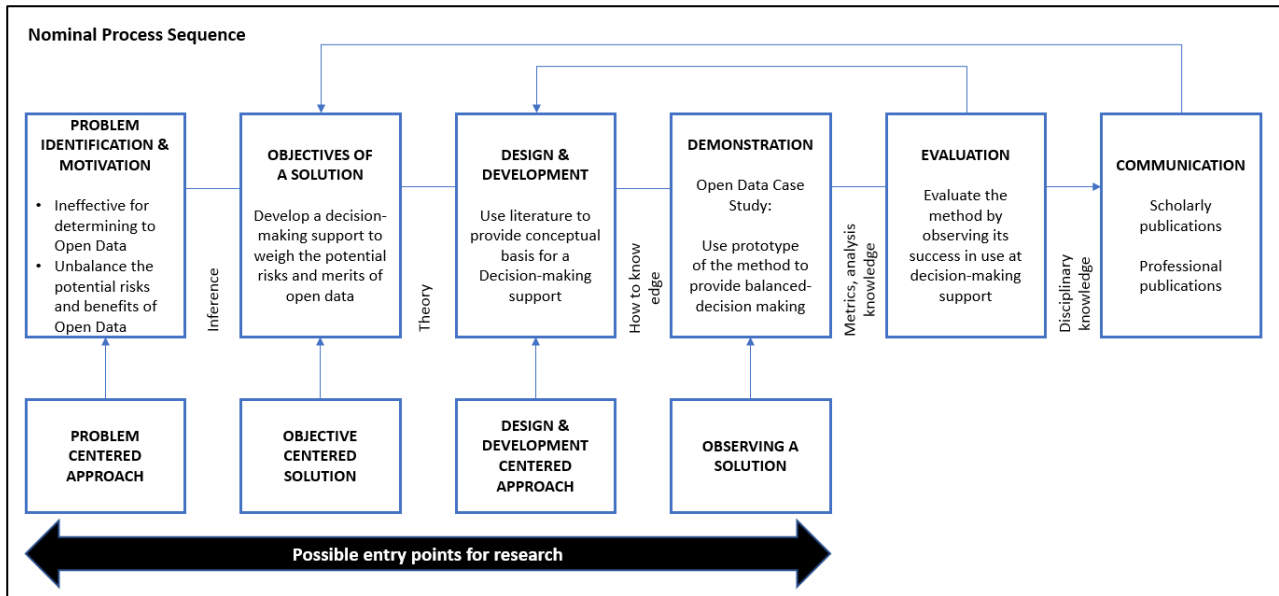 Nominal Process Sequence
PROBLEM
IDENTIFICATION &
MOTIVATION
• Ineffective for
determining to
Open Data
• Unbalance the
potential risks
and benefits of
Open Data
Inference
OBJECTIVES OF
A SOLUTION
Develop a decision-
making support to
weigh the potential
risks and merits of
open data
Theory
DESIGN &
DEVELOPMENT
Use literature to
provide conceptual
basis for a
Decision-making
support
How to know
edge
DEMONSTRATION
Open Data Case
Study:
Use prototype
of the method to
provide balanced-
decision making
Metrics, analysis
knowledge
EVALUATION
Evaluate the
method by
observing its
success in use at
decision-making
support
Disciplinary
knowledge
COMMUNICATION
Scholarly
publications
Professional
publications
PROBLEM
CENTERED
APPROACH
OBJECTIVE
CENTERED
SOLUTION
DESIGN &
DEVELOPMENT
CENTERED
APPROACH
OBSERVING A
SOLUTION
Possible entry points for research